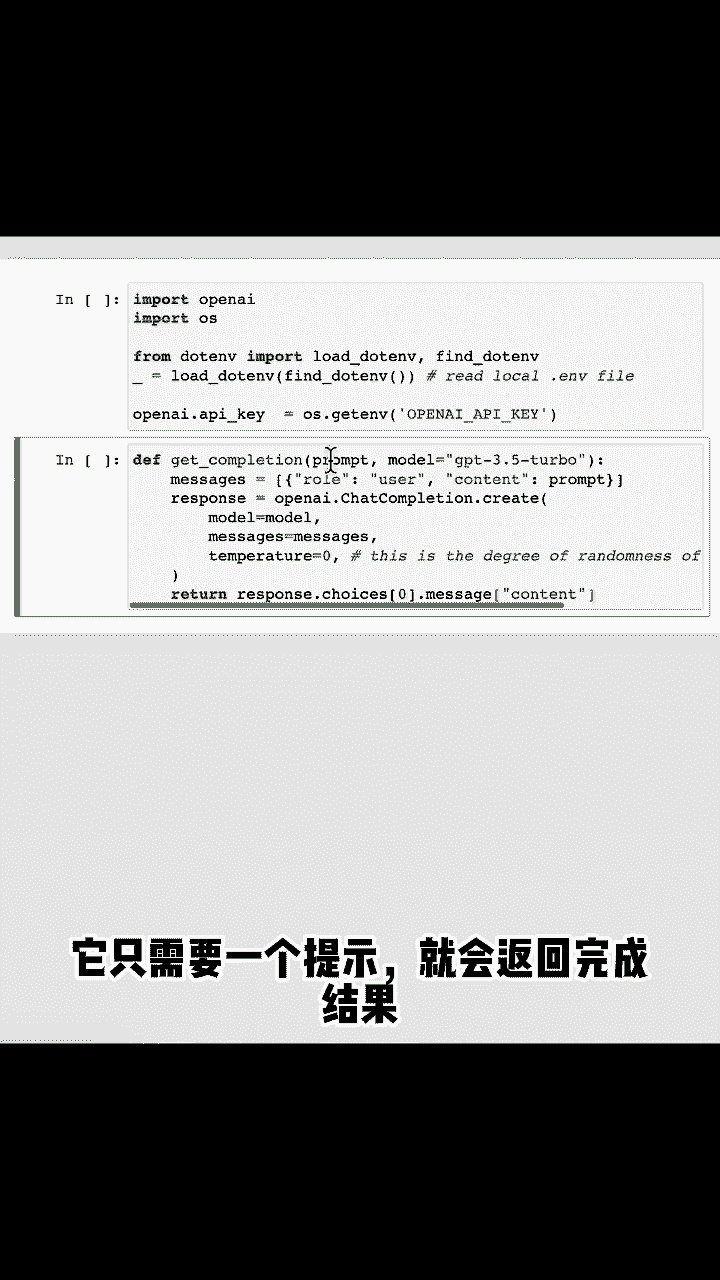 In [ ]: import openai
import os
from dotenv import load_dotenv, find_dotenv
_ = load_dotenv(find_dotenv()) # read local .env file
openai.api_key  = os.getenv('OPENAI_API_KEY')
In [ ]: def get_completion(prompt, model="gpt-3.5-turbo"):
    messages = [{"role": "user", "content": prompt}]
    response = openai.ChatCompletion.create(
        model=model,
        messages=messages,
        temperature=0, # this is the degree of randomness of
    )
    return response.choices[0].message["content"]
它只需要一个提示，就会返回完成
结果